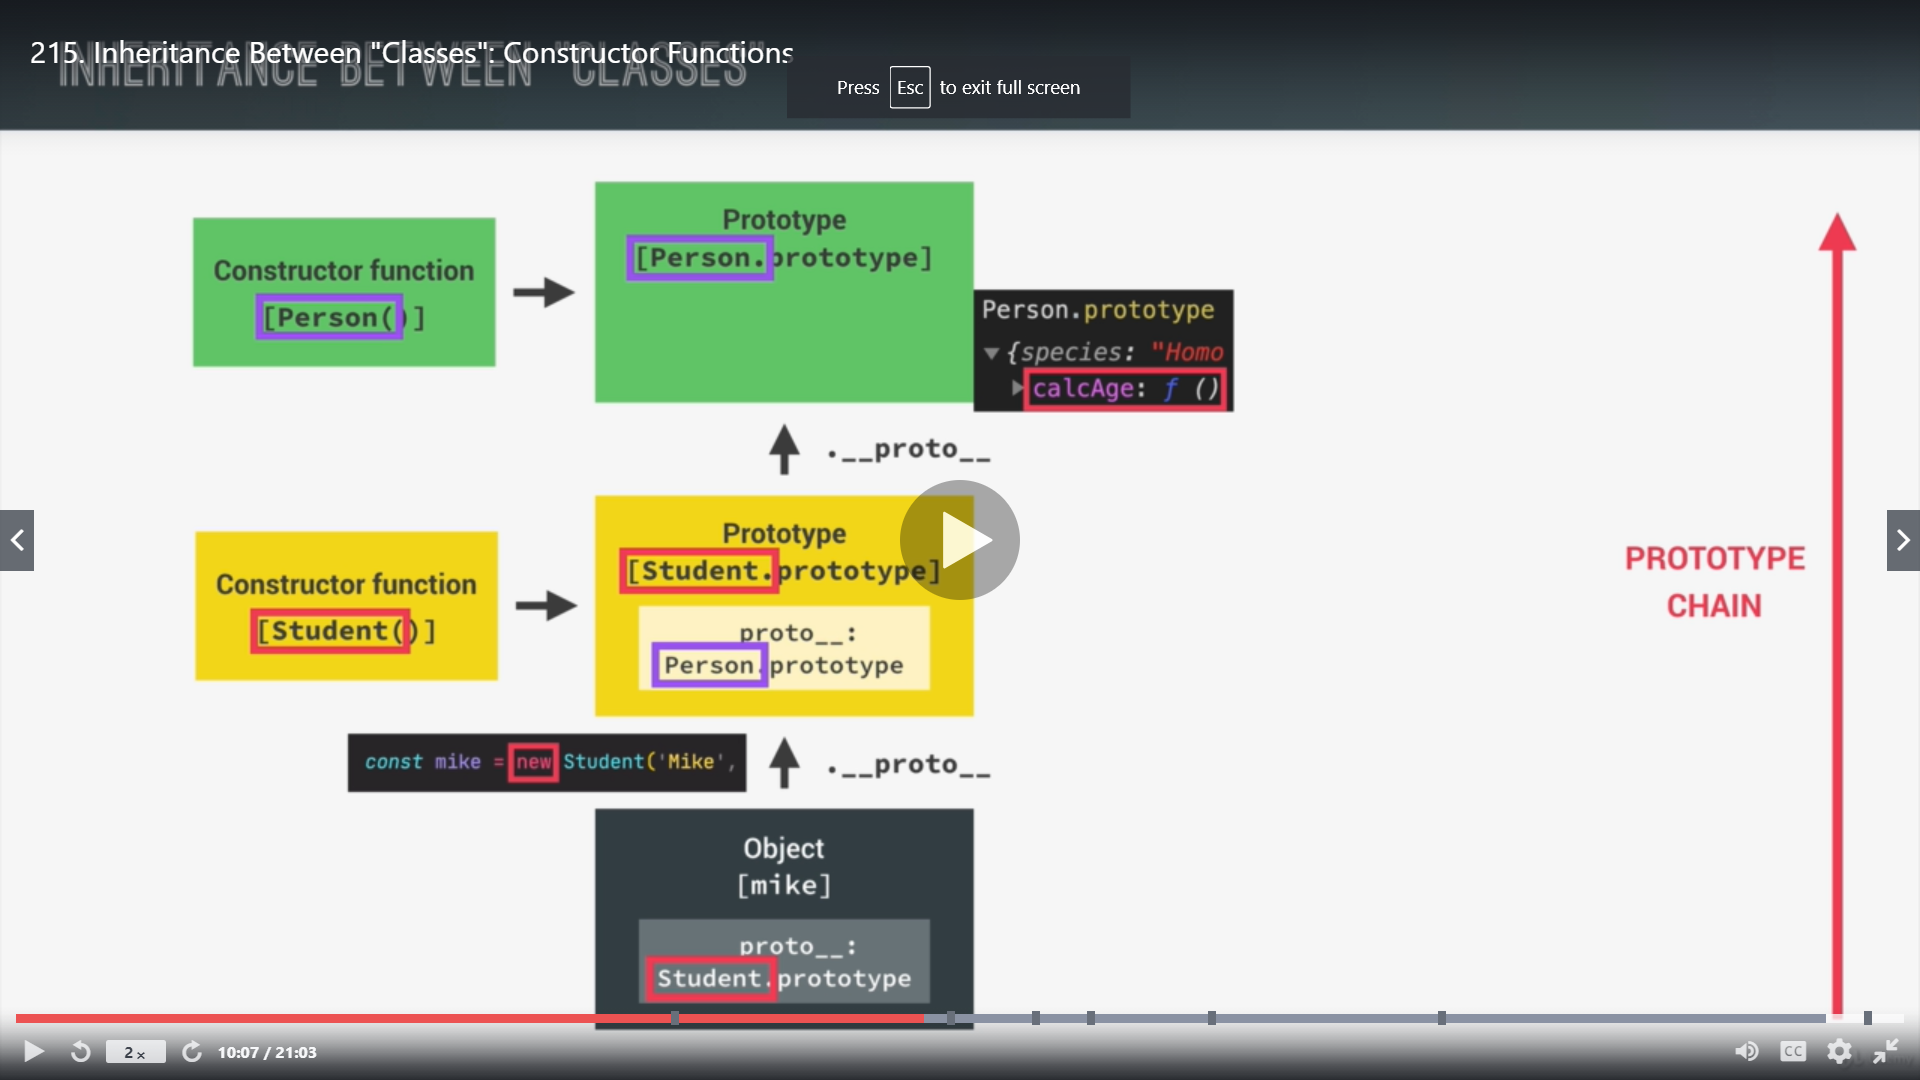 215. Inheritance Between "Classes": Constructor Functions
INHERITANCE BETWEEN "CLASSES"
Press Esc to exit full screen
Prototype
[Person.prototype]
Constructor function
[Person()]
Person.prototype
{species: "Homo
calcAge: ƒ ()
.__proto__
Prototype
[Student.prototype]
Constructor function
[Student()]
proto__:
Person.prototype
PROTOTYPE
CHAIN
const mike = new Student('Mike',
.__proto__
Object
[mike]
proto__:
Student.prototype
2x
10:07 / 21:03
CC